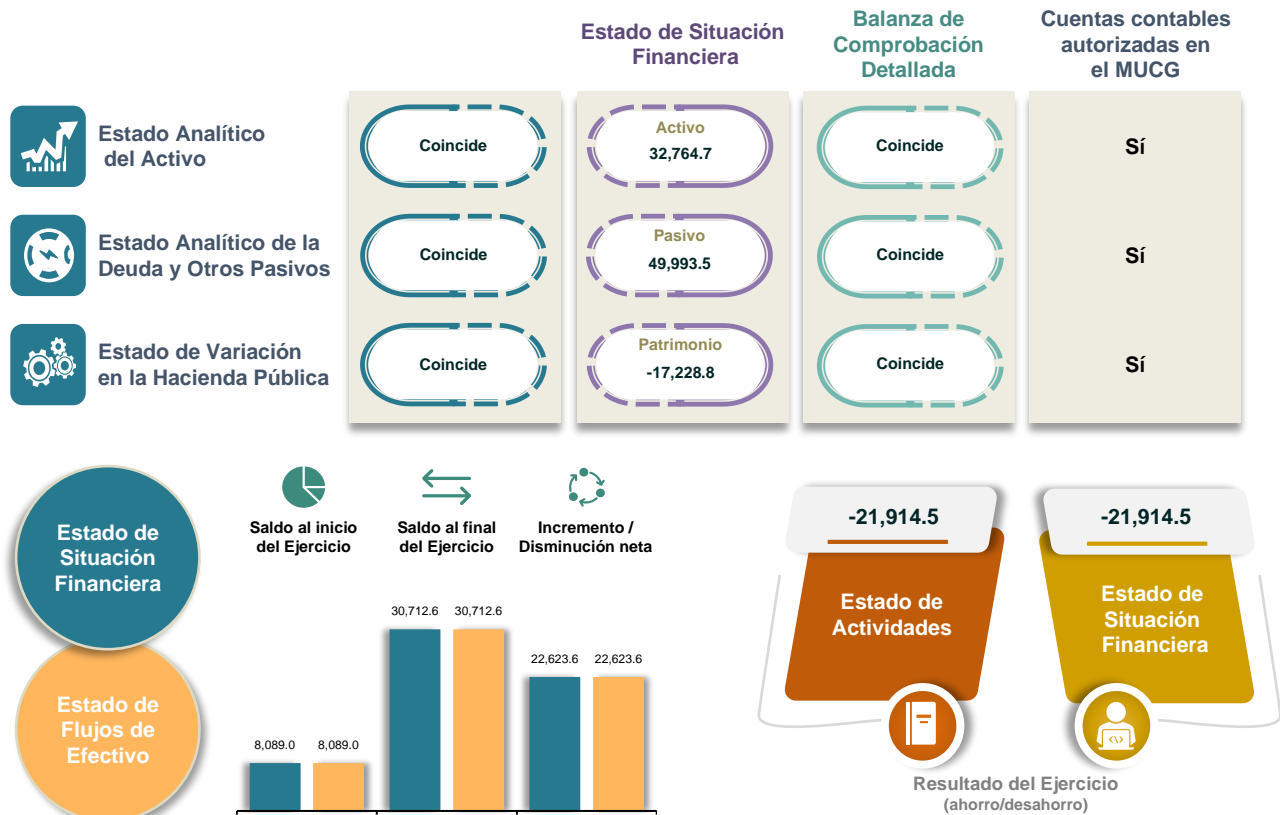 Estado de Situación
Financiera
Balanza de
Comprobación
Detallada
Cuentas contables
autorizadas en
el MUCG
Estado Analítico
del Activo
Coincide
Activo
32,764.7
Coincide
Sí
Estado Analítico de la
Deuda y Otros Pasivos
Coincide
Pasivo
49,993.5
Coincide
Sí
Estado de Variación
en la Hacienda Pública
Coincide
Patrimonio
-17,228.8
Coincide
Sí
Estado de
Situación
Financiera
Estado de
Flujos de
Efectivo
Saldo al inicio
del Ejercicio
Saldo al final
del Ejercicio
Incremento /
Disminución neta
8,089.0
8,089.0
30,712.6
30,712.6
22,623.6
22,623.6
-21,914.5
Estado de
Actividades
-21,914.5
Estado de
Situación
Financiera
Resultado del Ejercicio
(ahorro/desahorro)